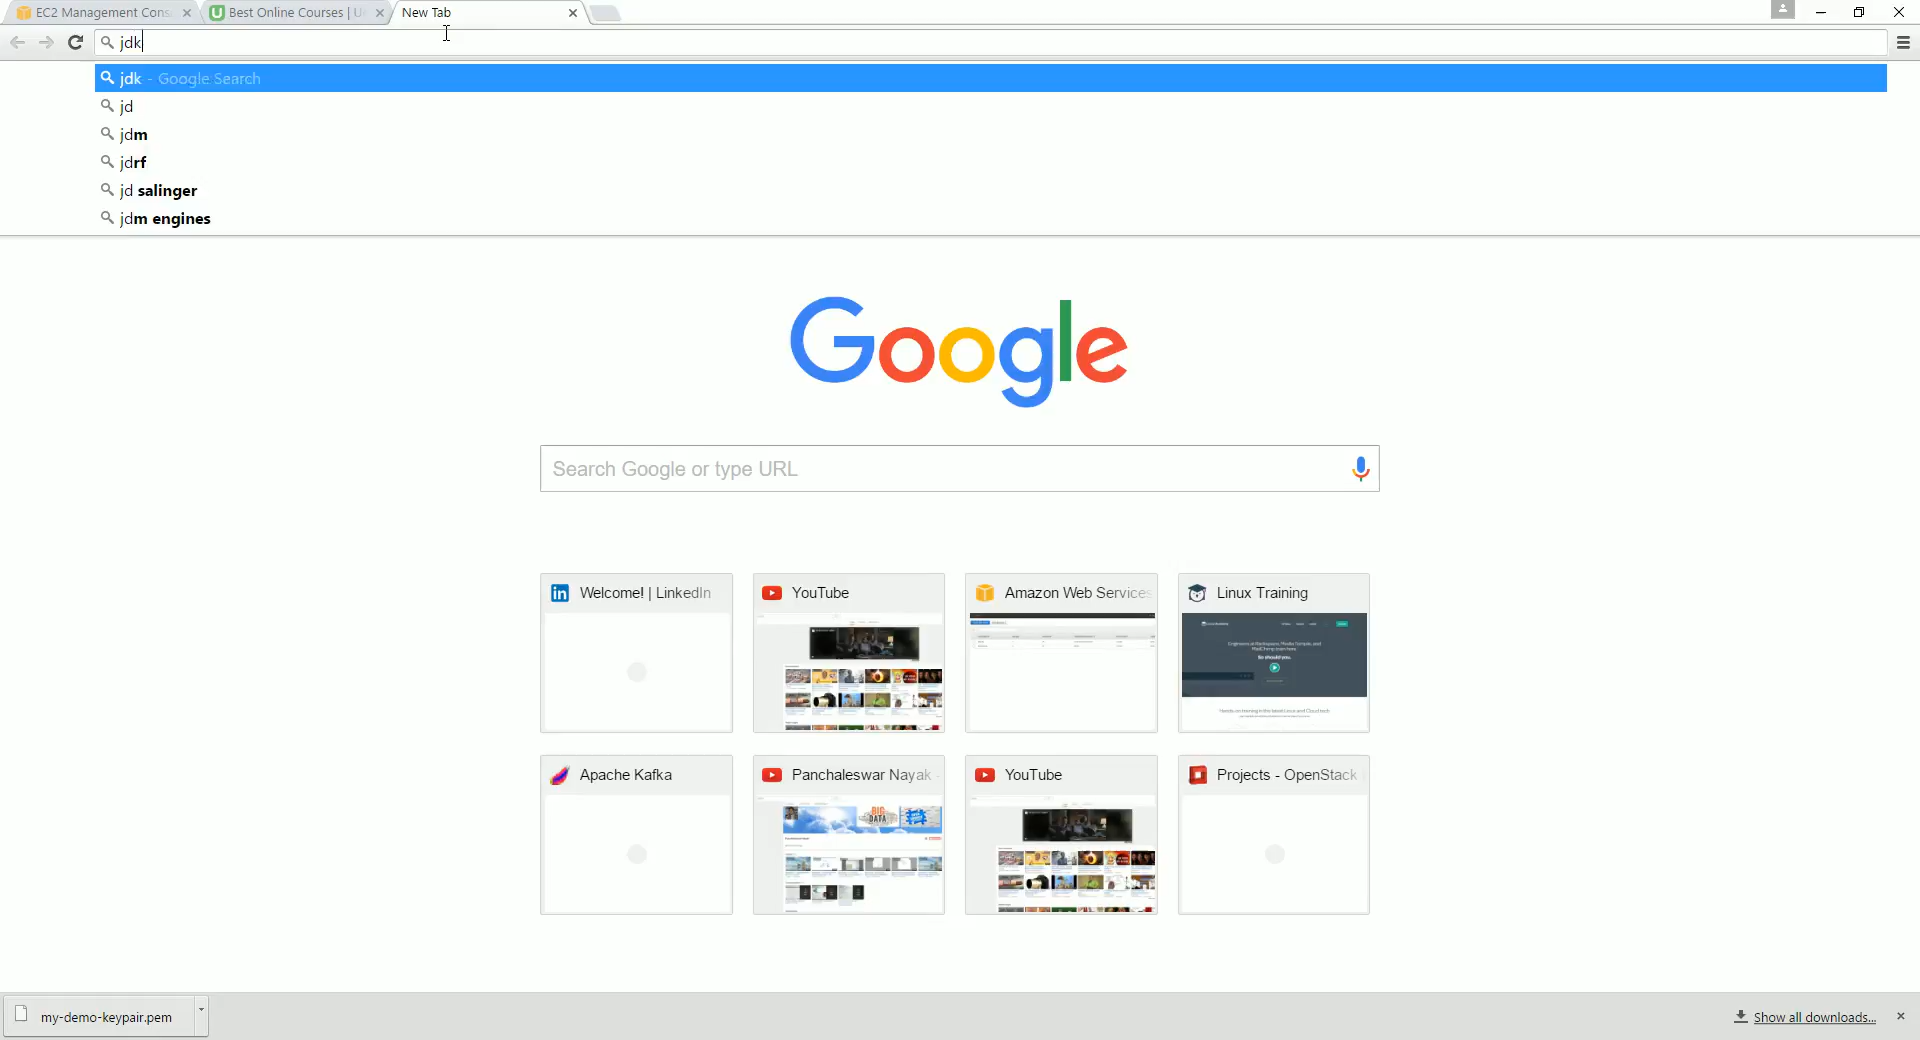 EC2 Management Cons
Best Online Courses | U
New Tab
jdk
jdk - Google Search
jd
jdm
jdrf
jd salinger
jdm engines
Google
Search Google or type URL
Welcome! | LinkedIn
YouTube
Amazon Web Services
Linux Training
Apache Kafka
Panchaleswar Nayak -
YouTube
Projects - OpenStack
BIG
DATA
my-demo-keypair.pem
Show all downloads...